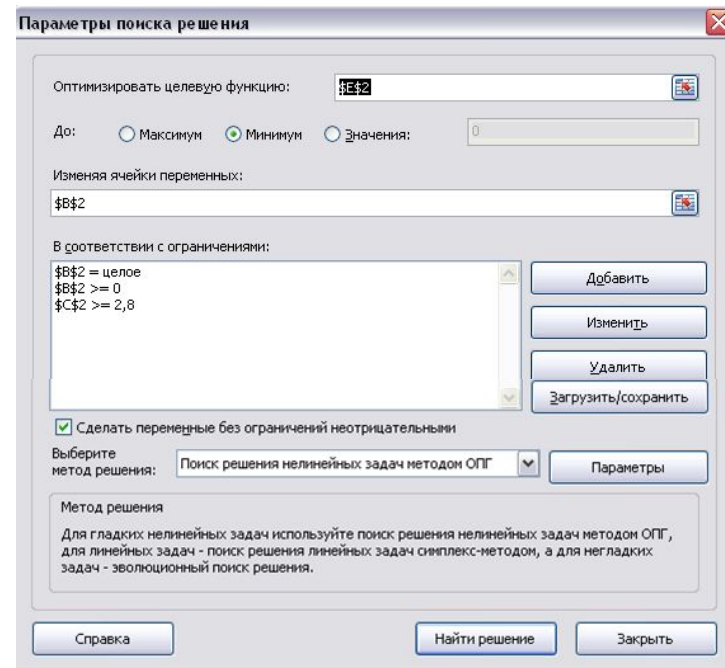 Параметры поиска решения
Оптимизировать целевую функцию:
$E$2
До:
Максимум
Минимум
Значения:
0
Изменяя ячейки переменных:
$B$2
В соответствии с ограничениями:
$B$2 = целое
$B$2 >= 0
$C$2 >= 2,8
Добавить
Изменить
Удалить
Загрузить/сохранить
Сделать переменные без ограничений неотрицательными
Выберите
метод решения:
Поиск решения нелинейных задач методом ОПГ
Параметры
Метод решения
Для гладких нелинейных задач используйте поиск решения нелинейных задач методом ОПГ,
для линейных задач - поиск решения линейных задач симплекс-методом, а для негладких
задач - эволюционный поиск решения.
Справка
Найти решение
Закрыть